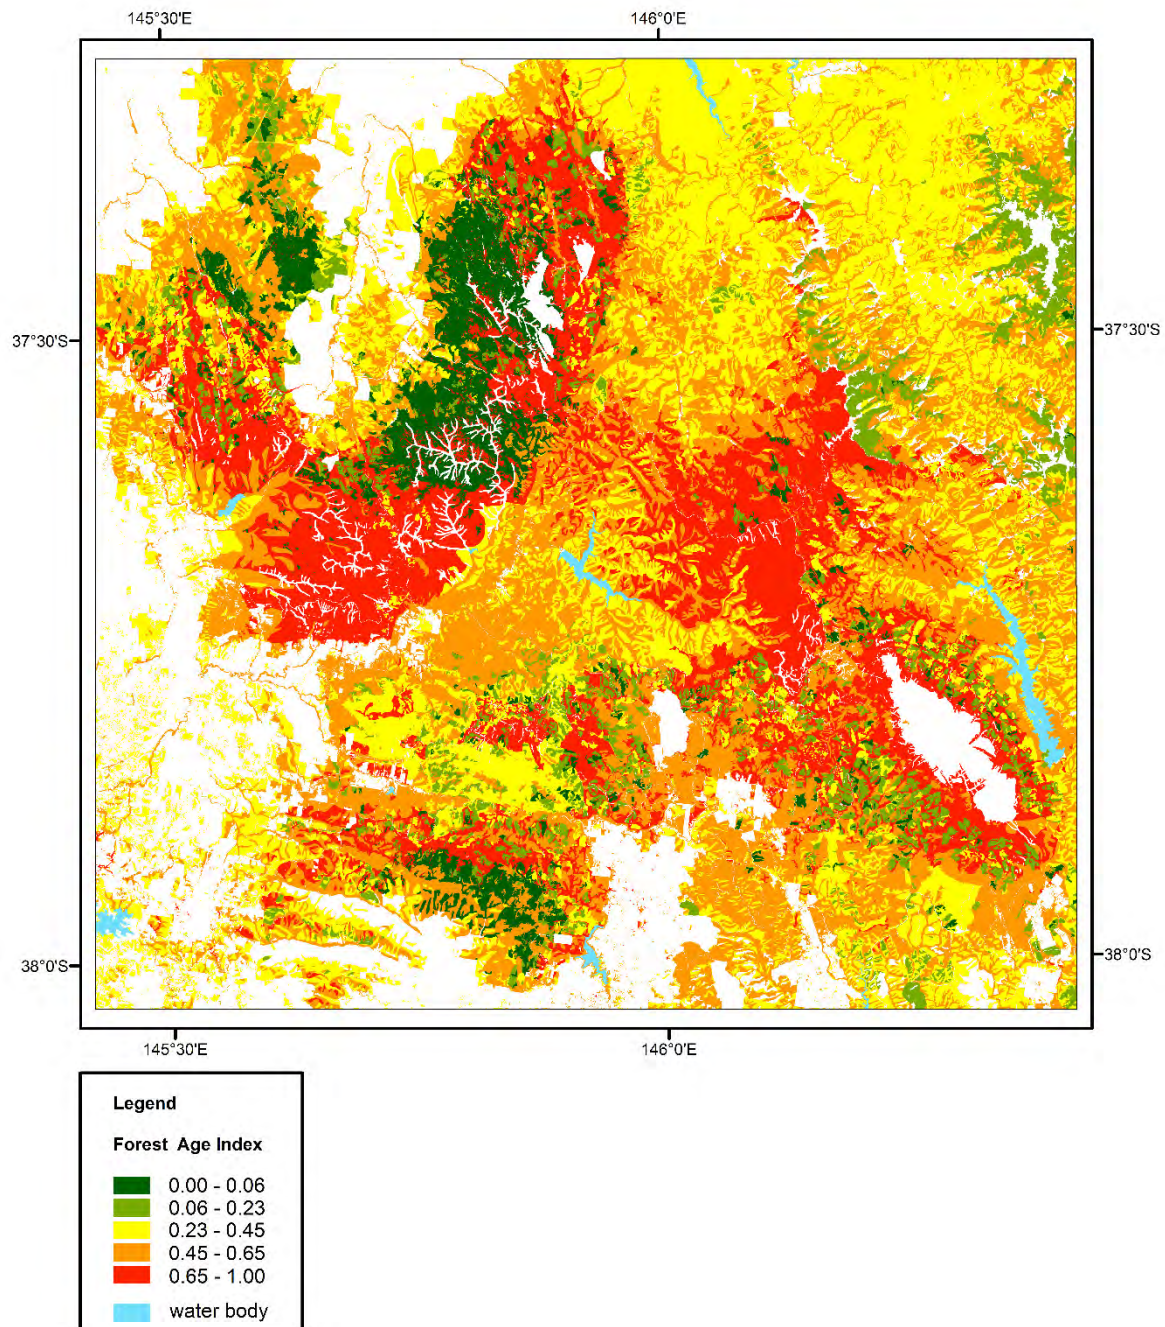 145°30'E 146°0'E
37°30'S 37°30'S
38°0'S 38°0'S
145°30'E 146°0'E
Legend
Forest Age Index
0.00 - 0.06
0.06 - 0.23
0.23 - 0.45
0.45 - 0.65
0.65 - 1.00
water body